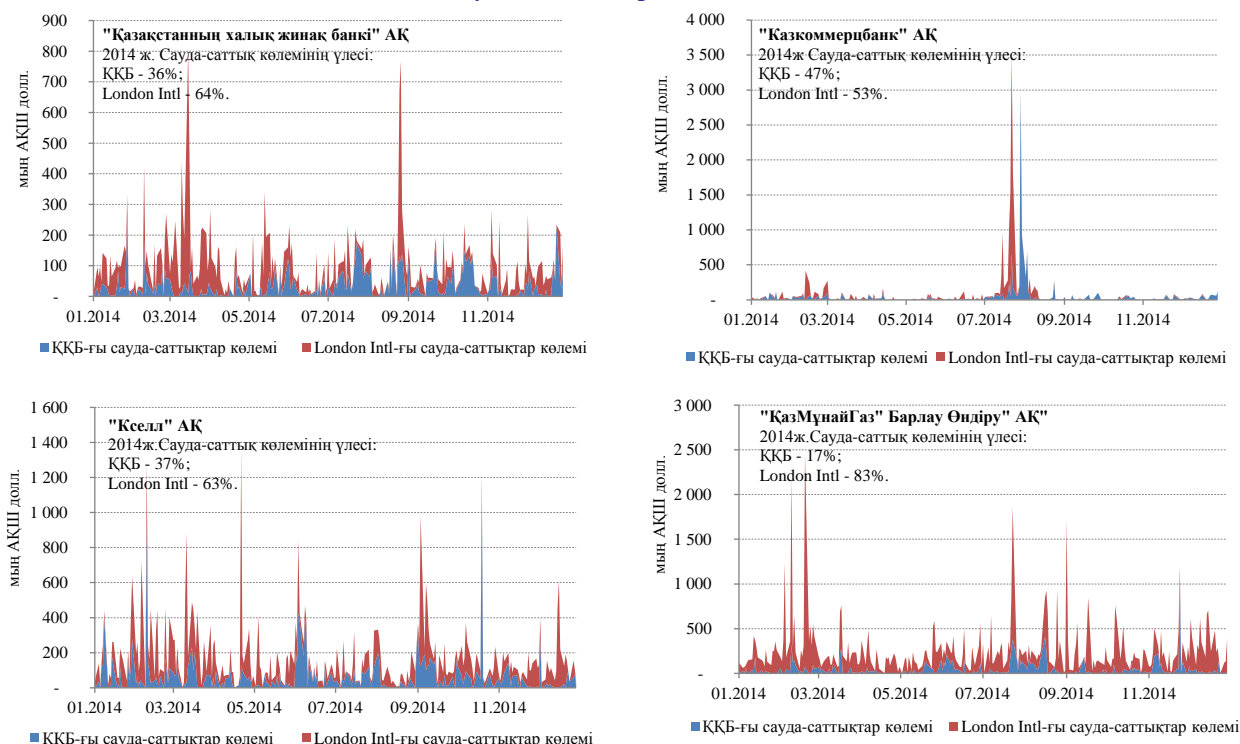 "Қазақстанның халық жинақ банкі" АҚ
2014 ж. Сауда-саттық көлемінің үлесі:
ҚҚБ - 36%;
London Intl - 64%.
мың АҚШ долл.
900
800
700
600
500
400
300
200
100
-
01.2014 03.2014 05.2014 07.2014 09.2014 11.2014
ҚҚБ-ғы сауда-саттықтар көлемі London Intl-ғы сауда-саттықтар көлемі
"Казкоммерцбанк" АҚ
2014ж Сауда-саттық көлемінің үлесі:
ҚҚБ - 47%;
London Intl - 53%.
мың АҚШ долл.
4 000
3 500
3 000
2 500
2 000
1 500
1 000
500
-
01.2014 03.2014 05.2014 07.2014 09.2014 11.2014
ҚҚБ-ғы сауда-саттықтар көлемі London Intl-ғы сауда-саттықтар көлемі
"Кселл" АҚ
2014ж.Сауда-саттық көлемінің үлесі:
ҚҚБ - 37%;
London Intl - 63%.
мың АҚШ долл.
1 600
1 400
1 200
1 000
800
600
400
200
-
01.2014 03.2014 05.2014 07.2014 09.2014 11.2014
ҚҚБ-ғы сауда-саттықтар көлемі London Intl-ғы сауда-саттықтар көлемі
"ҚазМұнайГаз" Барлау Өндіру" АҚ"
2014ж.Сауда-саттық көлемінің үлесі:
ҚҚБ - 17%;
London Intl - 83%.
мың АҚШ долл.
3 000
2 500
2 000
1 500
1 000
500
-
01.2014 03.2014 05.2014 07.2014 09.2014 11.2014
ҚҚБ-ғы сауда-саттықтар көлемі London Intl-ғы сауда-саттықтар көлемі